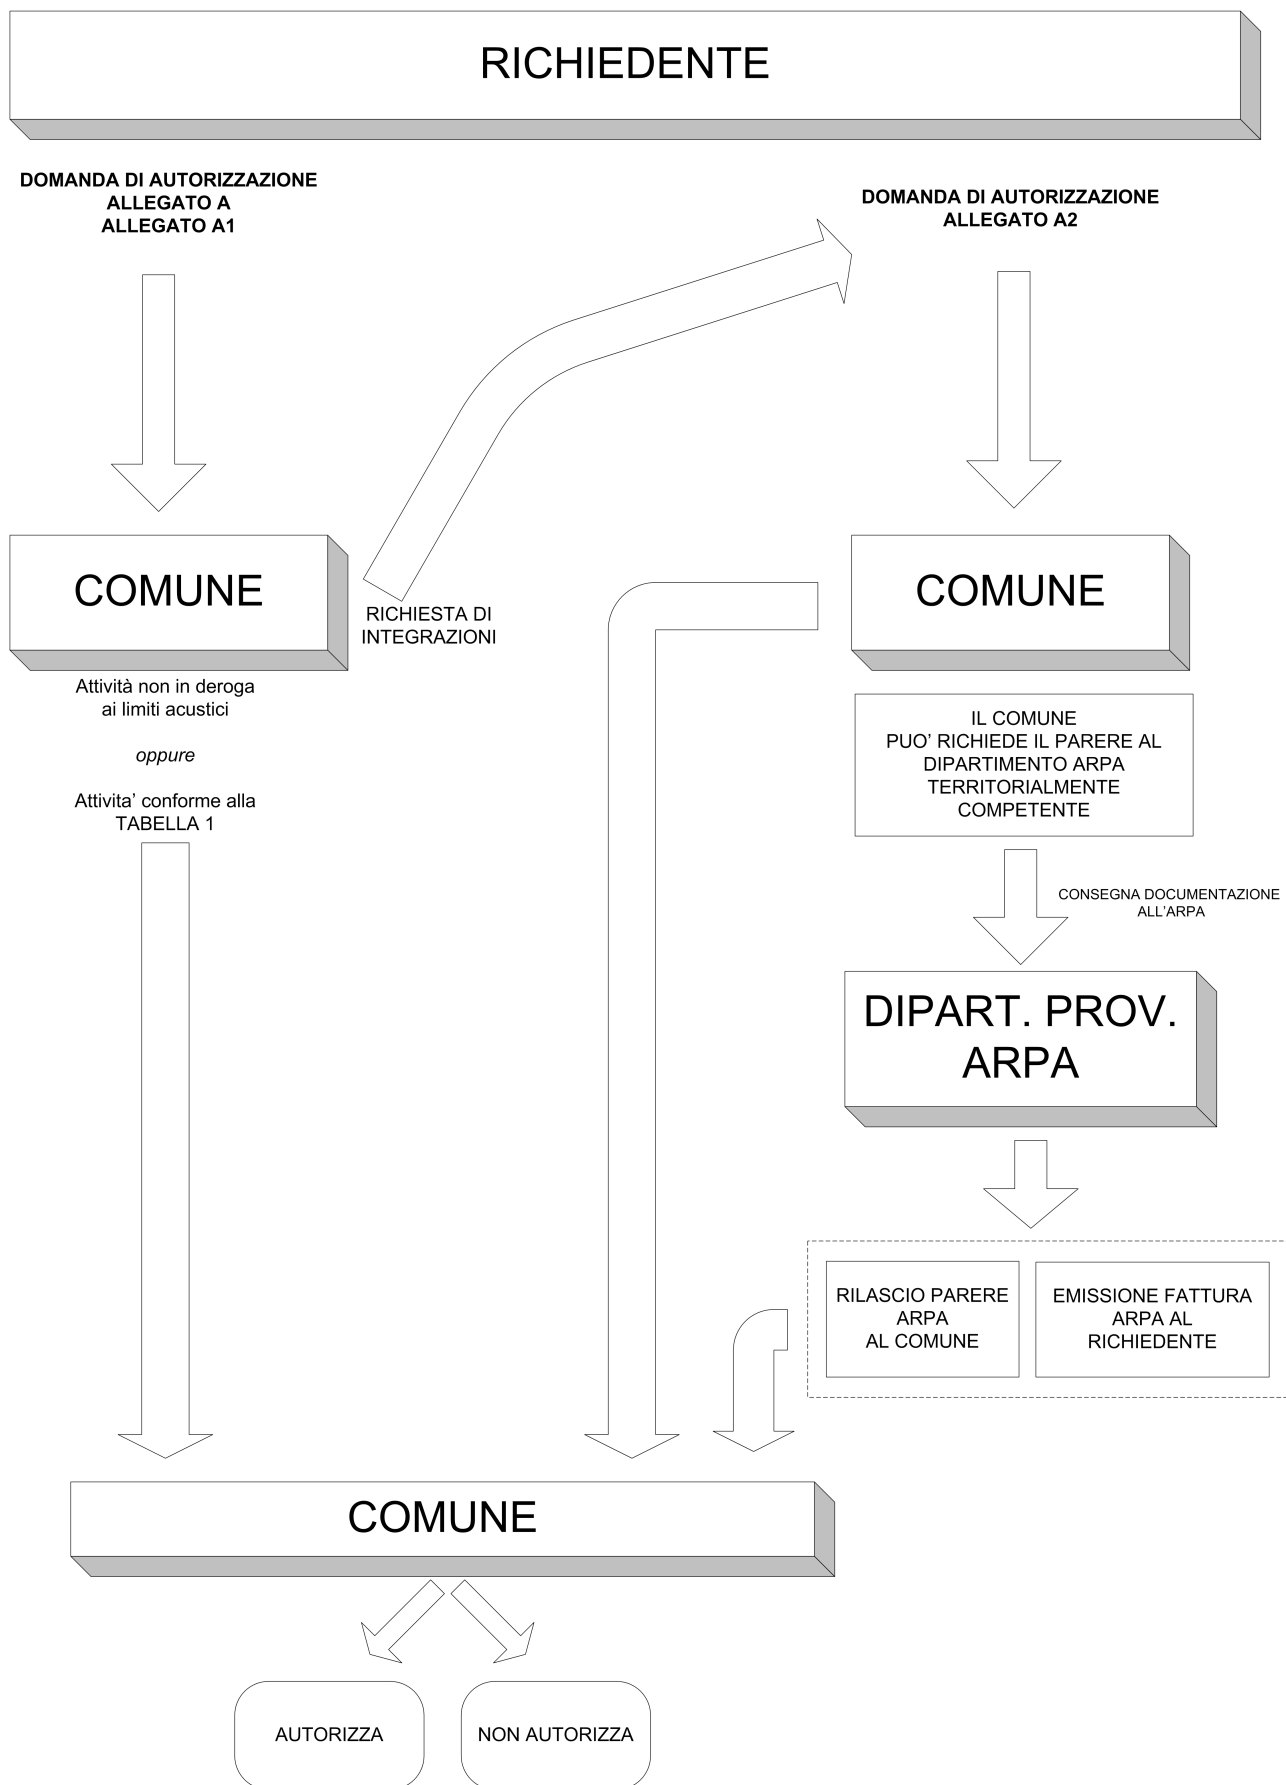 RICHIEDENTE
DOMANDA DI AUTORIZZAZIONE
ALLEGATO A
ALLEGATO A1
DOMANDA DI AUTORIZZAZIONE
ALLEGATO A2
COMUNE
RICHIESTA DI
INTEGRAZIONI
COMUNE
Attività non in deroga
ai limiti acustici
oppure
Attivita’ conforme alla
TABELLA 1
IL COMUNE
PUO’ RICHIEDE IL PARERE AL
DIPARTIMENTO ARPA
TERRITORIALMENTE
COMPETENTE
CONSEGNA DOCUMENTAZIONE
ALL’ARPA
DIPART. PROV.
ARPA
RILASCIO PARERE
ARPA
AL COMUNE
EMISSIONE FATTURA
ARPA AL
RICHIEDENTE
COMUNE
AUTORIZZA
NON AUTORIZZA